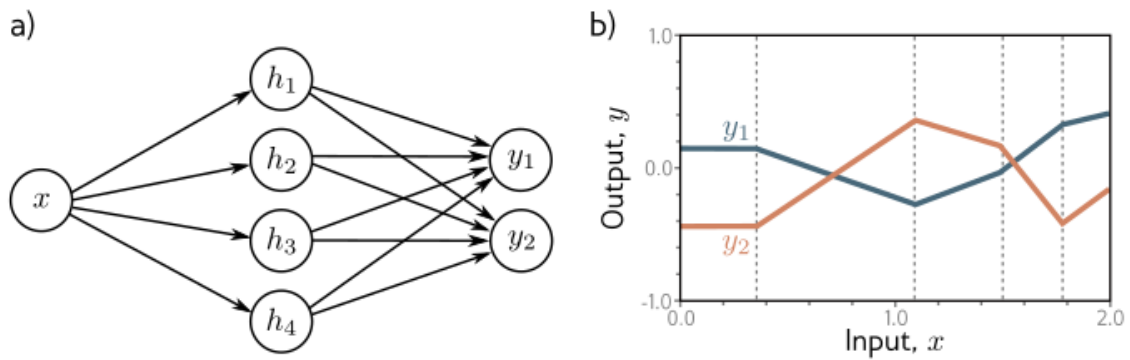 a)
x
h₁
h₂
h₃
h₄
y₁
y₂
b)
1.0
0.0
-1.0
Output, y
y₁
y₂
0.0
1.0
2.0
Input, x